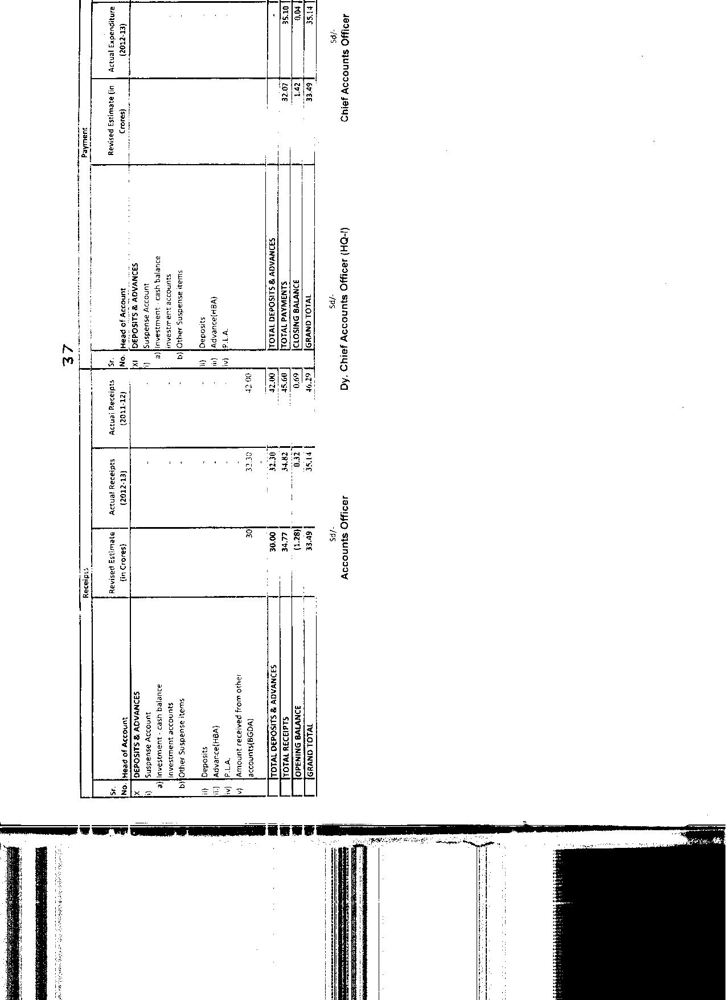 37
Receipts Payment
Sr. No. Head of Account Revised Estimate (in Crores) Actual Receipts (2012-13) Actual Receipts (2011-12) Sr. No. Head of Account Revised Estimate (in Crores) Actual Expenditure (2012-13)
X DEPOSITS & ADVANCES XI DEPOSITS & ADVANCES
i) Suspense Account - - i) Suspense Account
a) Investment - cash balance a) Investment - cash balance
investment accounts - - investment accounts -
b) Other Suspense items - - b) Other Suspense items -
ii) Deposits - - ii) Deposits -
iii) Advance(HBA) - - iii) Advance(HBA) -
iv) P.L.A. - - iv) P.L.A. -
v) Amount received from other
accounts(BGDA) 30 32.30 42.00
TOTAL DEPOSITS & ADVANCES 30.00 32.30 42.00 TOTAL DEPOSITS & ADVANCES -
TOTAL RECEIPTS 34.77 34.82 45.60 TOTAL PAYMENTS 32.07 35.10
OPENING BALANCE (1.28) 0.32 0.69 CLOSING BALANCE 1.42 0.04
GRAND TOTAL 33.49 35.14 46.29 GRAND TOTAL 33.49 35.14
Sd/- Sd/- Sd/-
Accounts Officer Dy. Chief Accounts Officer (HQ-I) Chief Accounts Officer